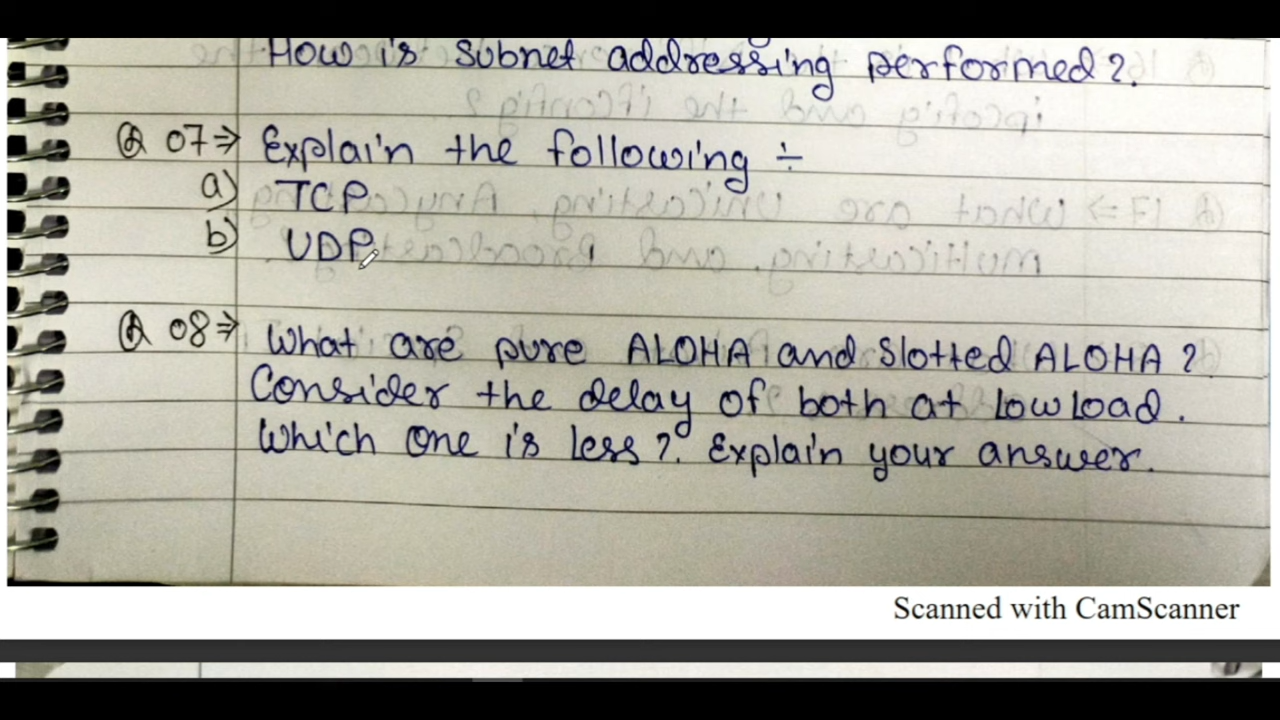 How is subnet addressing performed?.
Q 07⇒ Explain the following ÷
a) TCP
b) UDP
Q 08⇒ What are pure ALOHA and Slotted ALOHA ?
Consider the delay of both at Low Load.
Which one is less?. Explain your answer.
Scanned with CamScanner